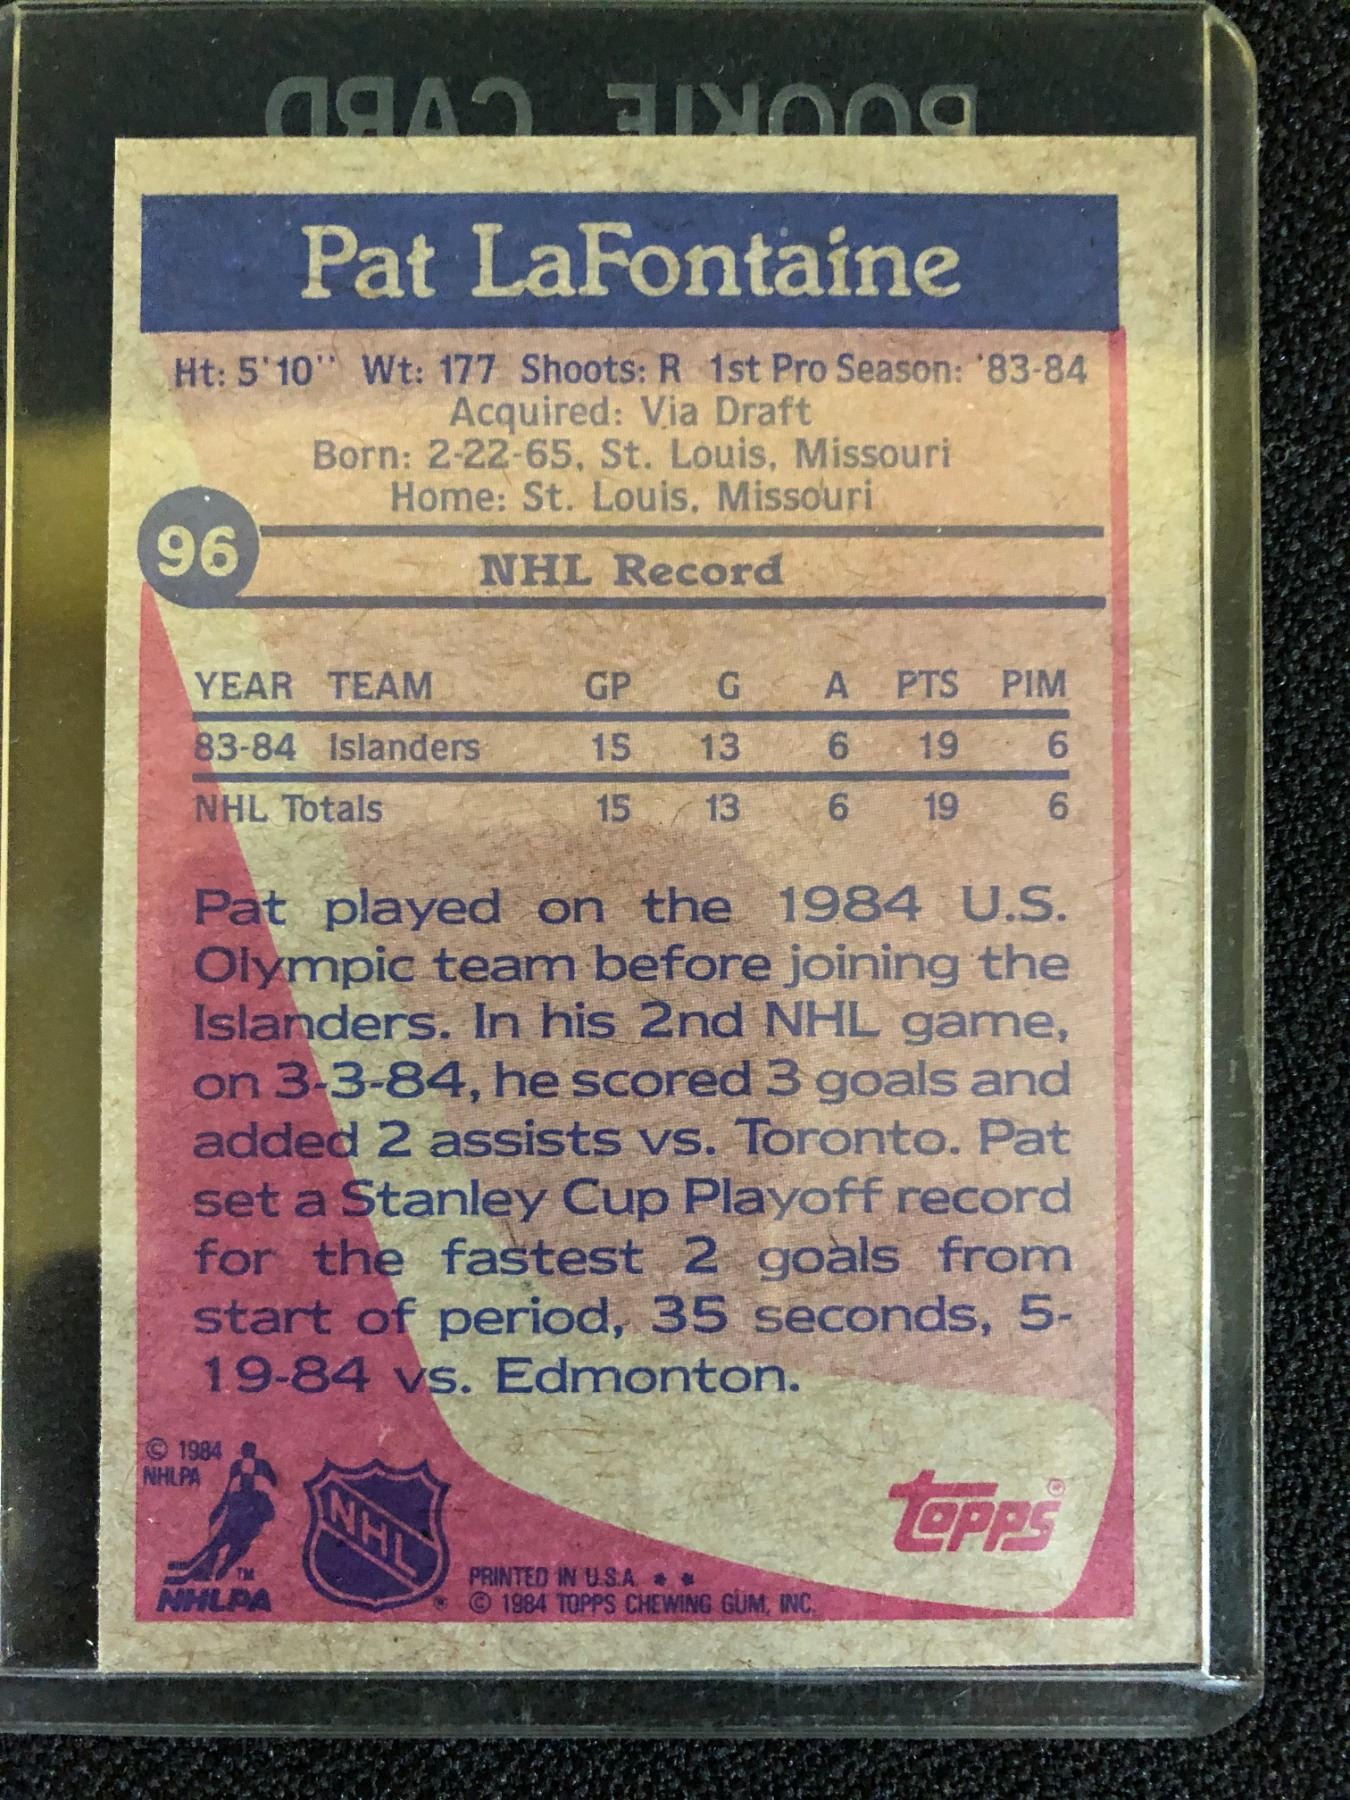 ROOKIE CARD
Pat LaFontaine
Ht: 5'10'' Wt: 177 Shoots: R 1st Pro Season: '83-84
Acquired: Via Draft
Born: 2-22-65, St. Louis, Missouri
Home: St. Louis, Missouri
96
NHL Record
YEAR TEAM GP G A PTS PIM
83-84 Islanders 15 13 6 19 6
NHL Totals 15 13 6 19 6
Pat played on the 1984 U.S.
Olympic team before joining the
Islanders. In his 2nd NHL game,
on 3-3-84, he scored 3 goals and
added 2 assists vs. Toronto. Pat
set a Stanley Cup Playoff record
for the fastest 2 goals from
start of period, 35 seconds, 5-
19-84 vs. Edmonton.
© 1984
NHLPA
TM
NHLPA
NHL
®
PRINTED IN U.S.A. * *
© 1984 TOPPS CHEWING GUM, INC.
topps®